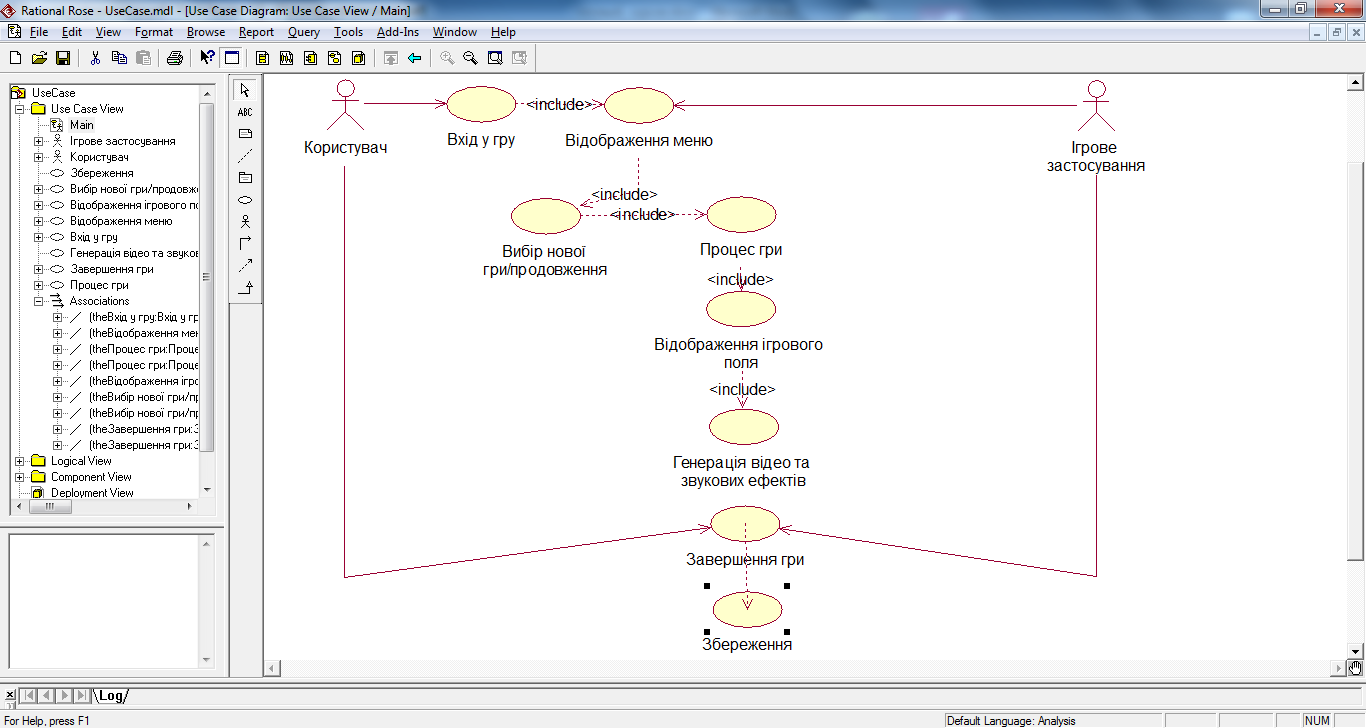 Rational Rose - UseCase.mdl - [Use Case Diagram: Use Case View / Main]
File Edit View Format Browse Report Query Tools Add-Ins Window Help
UseCase
Use Case View
Main
Ігрове застосування
Користувач
Збереження
Вибір нової гри/продовж
Відображення ігрового по
Відображення меню
Вхід у гру
Генерація відео та звуков
Завершення гри
Процес гри
Associations
(theВхід у гру:Вхід у гр
(theВідображення мен
(theПроцес гри:Проце
(theПроцес гри:Проце
(theВідображення ігро
(theВибір нової гри/пр
(theВибір нової гри/пр
(theЗавершення гри:З
(theЗавершення гри:З
Logical View
Component View
Deployment View
ABC
<include>
Користувач
Вхід у гру
Відображення меню
Ігрове
застосування
<include>
<include>
Вибір нової
гри/продовження
Процес гри
<include>
Відображення ігрового
поля
<include>
Генерація відео та
звукових ефектів
Завершення гри
Збереження
Log
For Help, press F1
Default Language: Analysis
NUM